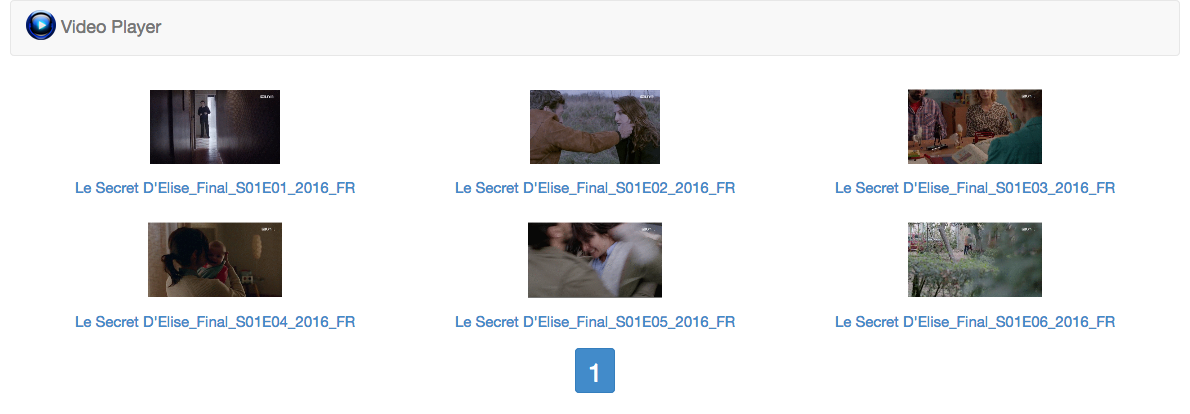 Video Player
Le Secret D'Elise_Final_S01E01_2016_FR
Le Secret D'Elise_Final_S01E02_2016_FR
Le Secret D'Elise_Final_S01E03_2016_FR
Le Secret D'Elise_Final_S01E04_2016_FR
Le Secret D'Elise_Final_S01E05_2016_FR
Le Secret D'Elise_Final_S01E06_2016_FR
1